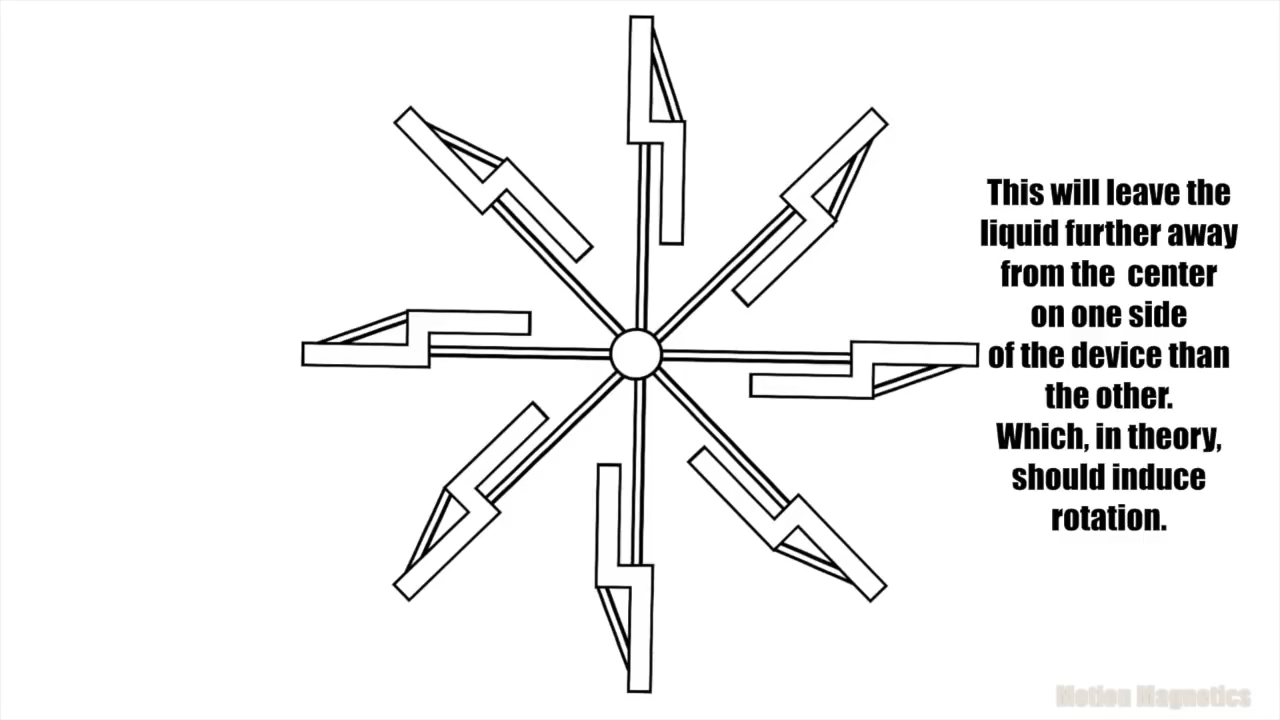 This will leave the
liquid further away
from the center
on one side
of the device than
the other.
Which, in theory,
should induce
rotation.
Motion Magnetics